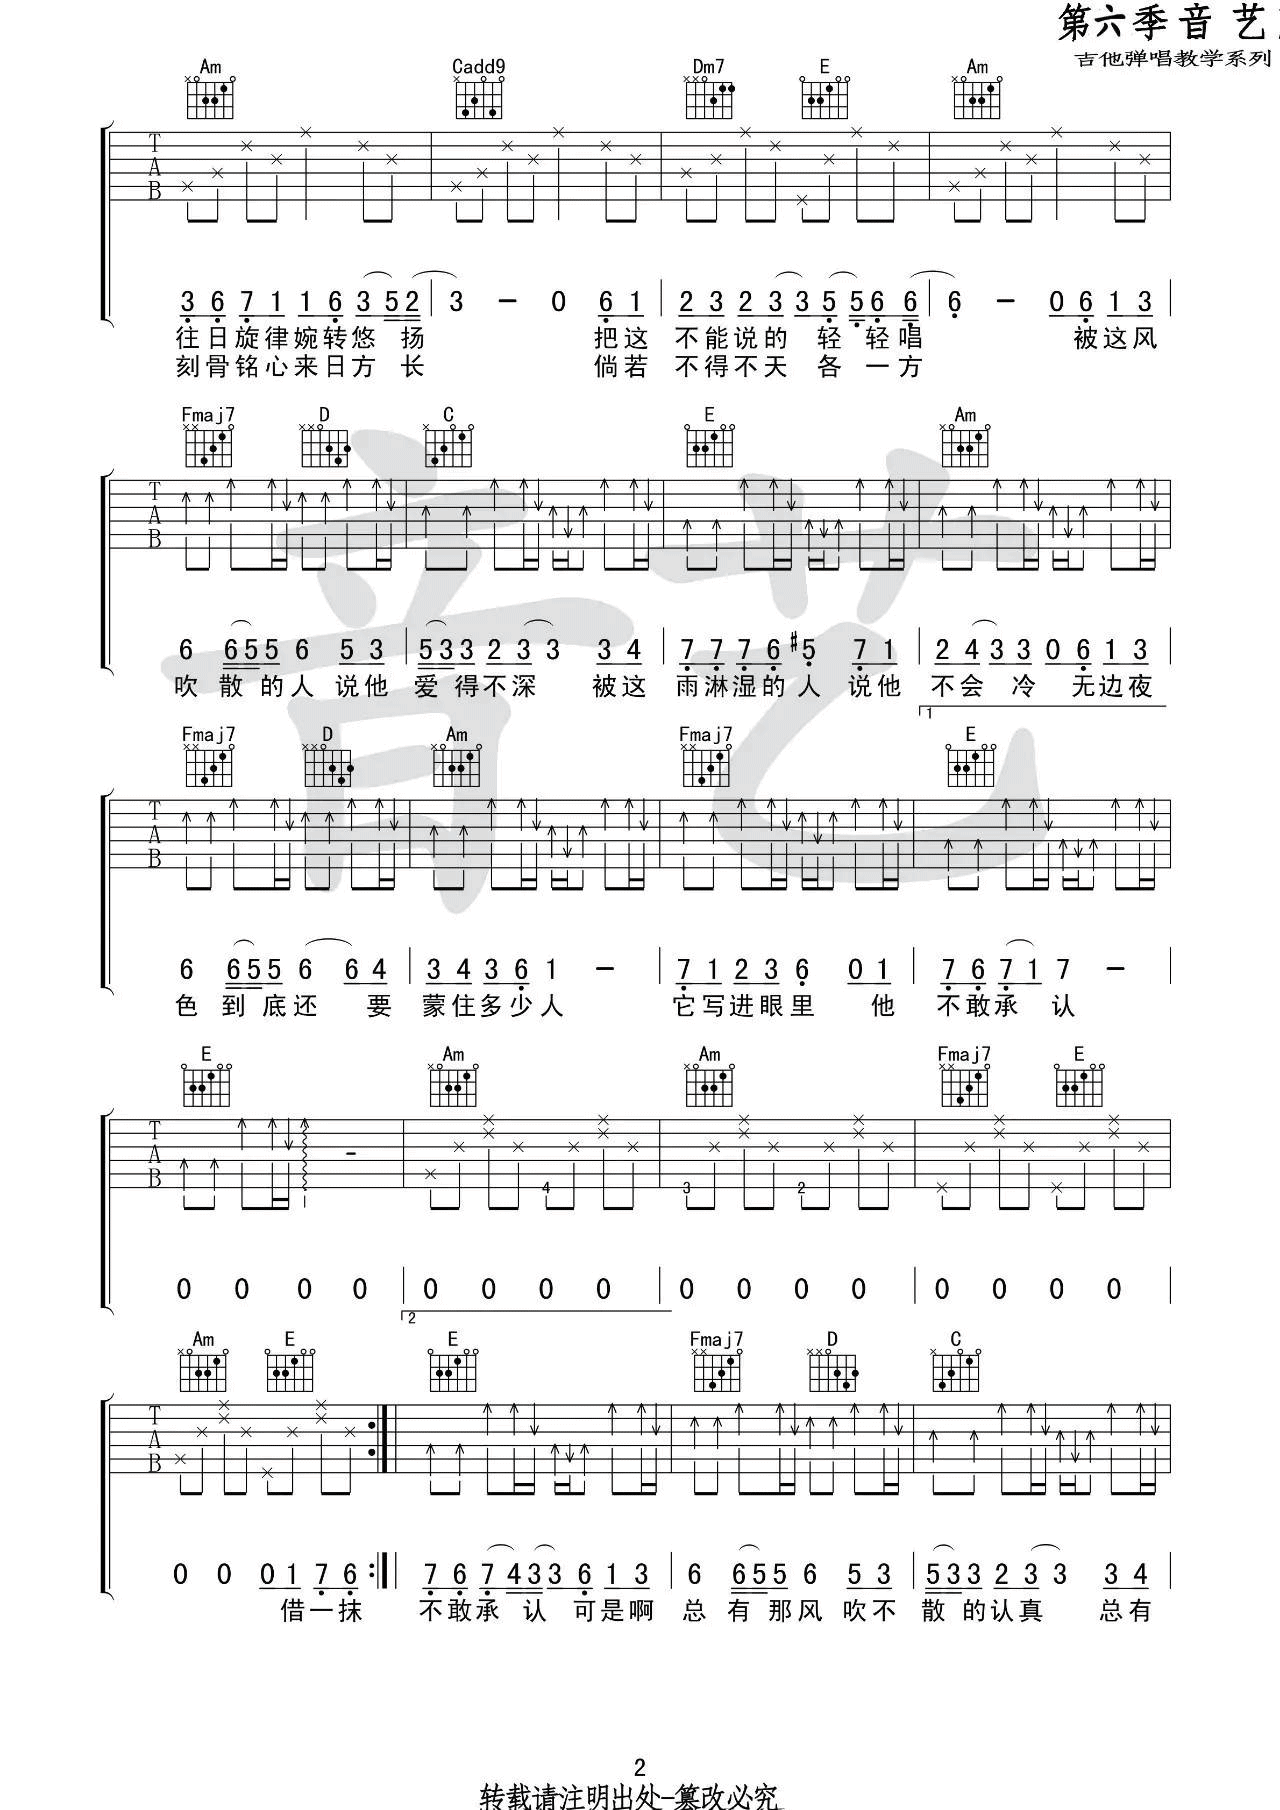 第六季音艺
吉他弹唱教学系列
Am Cadd9 Dm7 E Am
T
A
B
3 6 7 1 1 6 3 5 2 3 - 0 6 1 2 3 2 3 3 5 5 6 6 6 - 0 6 1 3
往日旋律婉转悠扬 把这 不能说的 轻 轻唱 被这风
刻骨铭心来日方长 倘若 不得不天 各 一方
Fmaj7 D C E Am
T
A
B
6 6 5 5 6 5 3 5 3 3 2 3 3 3 4 7 7 7 6 #5 7 1 2 4 3 3 0 6 1 3
吹 散的人 说他 爱得不深 被这 雨淋湿的人 说他 不会 冷 无边夜
1
Fmaj7 D Am Fmaj7 E
T
A
B
6 6 5 5 6 6 4 3 4 3 6 1 - 7 1 2 3 6 0 1 7 6 7 1 7 -
色 到 底还 要 蒙住多少人 它写进眼里 他 不敢承 认
E Am Am Fmaj7 E
T
A
B
4 3 2
0 0 0 0 0 0 0 0 0 0 0 0 0 0 0 0
2
Am E E Fmaj7 D C
T
A
B
0 0 0 1 7 6 7 6 7 4 3 3 6 1 3 6 6 5 5 6 5 3 5 3 3 2 3 3 3 4
借一抹 不敢承 认 可是啊 总 有 那风吹不 散 的认真 总有
2
转载请注明出处-篡改必究
音艺